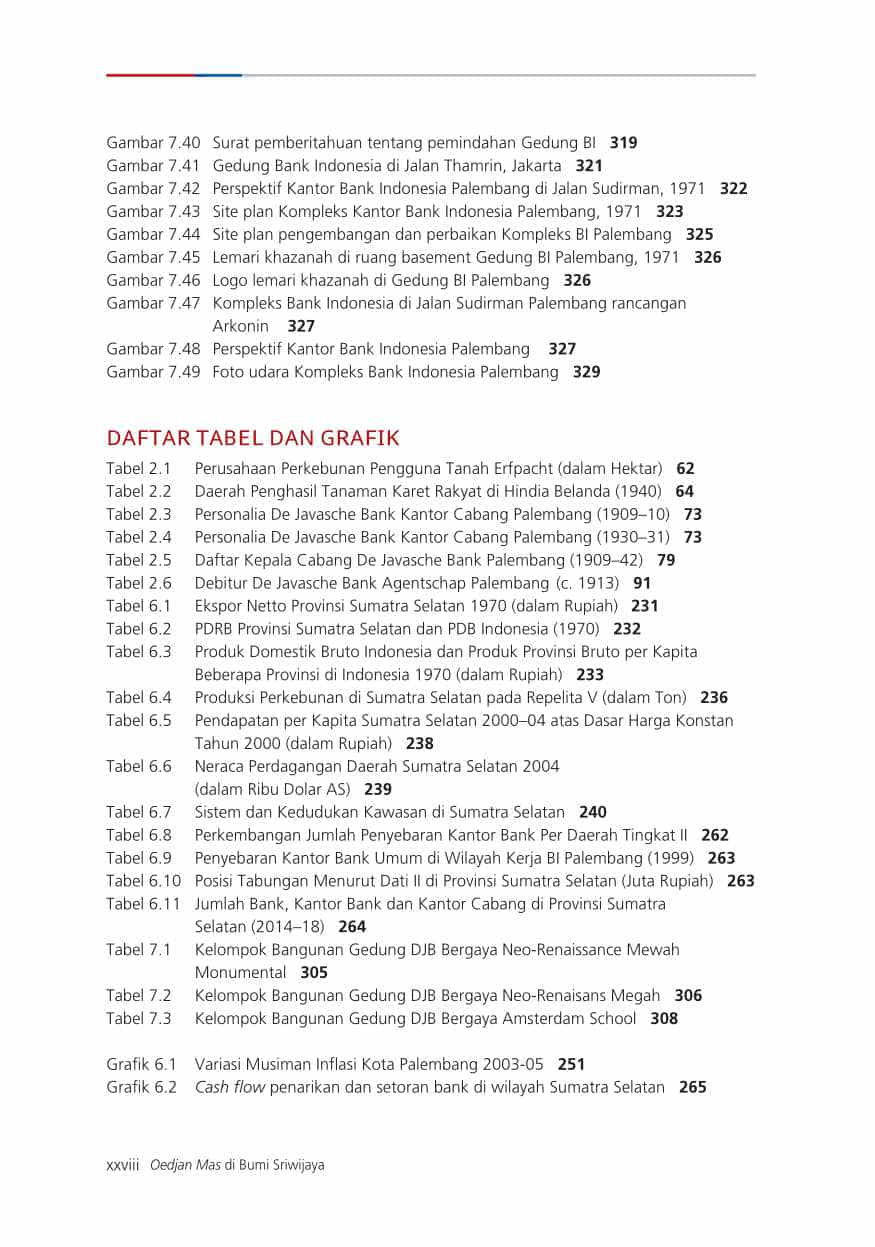 Gambar 7.40 Surat pemberitahuan tentang pemindahan Gedung BI 319
Gambar 7.41 Gedung Bank Indonesia di Jalan Thamrin, Jakarta 321
Gambar 7.42 Perspektif Kantor Bank Indonesia Palembang di Jalan Sudirman, 1971 322
Gambar 7.43 Site plan Kompleks Kantor Bank Indonesia Palembang, 1971 323
Gambar 7.44 Site plan pengembangan dan perbaikan Kompleks BI Palembang 325
Gambar 7.45 Lemari khazanah di ruang basement Gedung BI Palembang, 1971 326
Gambar 7.46 Logo lemari khazanah di Gedung BI Palembang 326
Gambar 7.47 Kompleks Bank Indonesia di Jalan Sudirman Palembang rancangan
Arkonin 327
Gambar 7.48 Perspektif Kantor Bank Indonesia Palembang 327
Gambar 7.49 Foto udara Kompleks Bank Indonesia Palembang 329
DAFTAR TABEL DAN GRAFIK
Tabel 2.1 Perusahaan Perkebunan Pengguna Tanah Erfpacht (dalam Hektar) 62
Tabel 2.2 Daerah Penghasil Tanaman Karet Rakyat di Hindia Belanda (1940) 64
Tabel 2.3 Personalia De Javasche Bank Kantor Cabang Palembang (1909–10) 73
Tabel 2.4 Personalia De Javasche Bank Kantor Cabang Palembang (1930–31) 73
Tabel 2.5 Daftar Kepala Cabang De Javasche Bank Palembang (1909–42) 79
Tabel 2.6 Debitur De Javasche Bank Agentschap Palembang (c. 1913) 91
Tabel 6.1 Ekspor Netto Provinsi Sumatra Selatan 1970 (dalam Rupiah) 231
Tabel 6.2 PDRB Provinsi Sumatra Selatan dan PDB Indonesia (1970) 232
Tabel 6.3 Produk Domestik Bruto Indonesia dan Produk Provinsi Bruto per Kapita
Beberapa Provinsi di Indonesia 1970 (dalam Rupiah) 233
Tabel 6.4 Produksi Perkebunan di Sumatra Selatan pada Repelita V (dalam Ton) 236
Tabel 6.5 Pendapatan per Kapita Sumatra Selatan 2000–04 atas Dasar Harga Konstan
Tahun 2000 (dalam Rupiah) 238
Tabel 6.6 Neraca Perdagangan Daerah Sumatra Selatan 2004
(dalam Ribu Dolar AS) 239
Tabel 6.7 Sistem dan Kedudukan Kawasan di Sumatra Selatan 240
Tabel 6.8 Perkembangan Jumlah Penyebaran Kantor Bank Per Daerah Tingkat II 262
Tabel 6.9 Penyebaran Kantor Bank Umum di Wilayah Kerja BI Palembang (1999) 263
Tabel 6.10 Posisi Tabungan Menurut Dati II di Provinsi Sumatra Selatan (Juta Rupiah) 263
Tabel 6.11 Jumlah Bank, Kantor Bank dan Kantor Cabang di Provinsi Sumatra
Selatan (2014–18) 264
Tabel 7.1 Kelompok Bangunan Gedung DJB Bergaya Neo-Renaissance Mewah
Monumental 305
Tabel 7.2 Kelompok Bangunan Gedung DJB Bergaya Neo-Renaisans Megah 306
Tabel 7.3 Kelompok Bangunan Gedung DJB Bergaya Amsterdam School 308
Grafik 6.1 Variasi Musiman Inflasi Kota Palembang 2003-05 251
Grafik 6.2 Cash flow penarikan dan setoran bank di wilayah Sumatra Selatan 265
xxviii Oedjan Mas di Bumi Sriwijaya